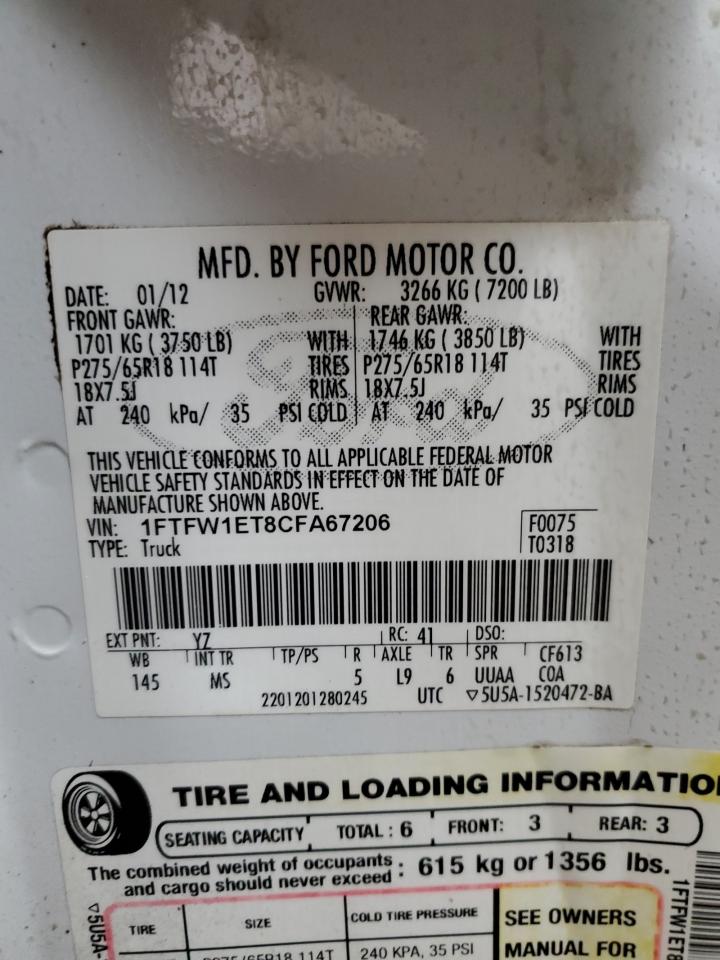 MFD. BY FORD MOTOR CO.
DATE: 01/12 GVWR: 3266 KG ( 7200 LB)
FRONT GAWR: REAR GAWR:
1701 KG ( 3750 LB) WITH 1746 KG ( 3850 LB) WITH
P275/65R18 114T TIRES P275/65R18 114T TIRES
18X7.5J RIMS 18X7.5J RIMS
AT 240 kPa/ 35 PSI COLD AT 240 kPa/ 35 PSI COLD
THIS VEHICLE CONFORMS TO ALL APPLICABLE FEDERAL MOTOR
VEHICLE SAFETY STANDARDS IN EFFECT ON THE DATE OF
MANUFACTURE SHOWN ABOVE.
VIN: 1FTFW1ET8CFA67206 F0075
TYPE: Truck T0318
EXT PNT: YZ RC: 41 DSO:
WB INT TR TP/PS R AXLE TR SPR CF613
145 MS 5 L9 6 UUAA COA
2201201280245 UTC ▽5U5A-1520472-BA
TIRE AND LOADING INFORMATIO
SEATING CAPACITY TOTAL : 6 FRONT: 3 REAR: 3
The combined weight of occupants
and cargo should never exceed : 615 kg or 1356 lbs.
TIRE SIZE COLD TIRE PRESSURE SEE OWNERS
P275/65R18 114T 240 KPA, 35 PSI MANUAL FOR
▽5U5A-
1FTFW1ET8